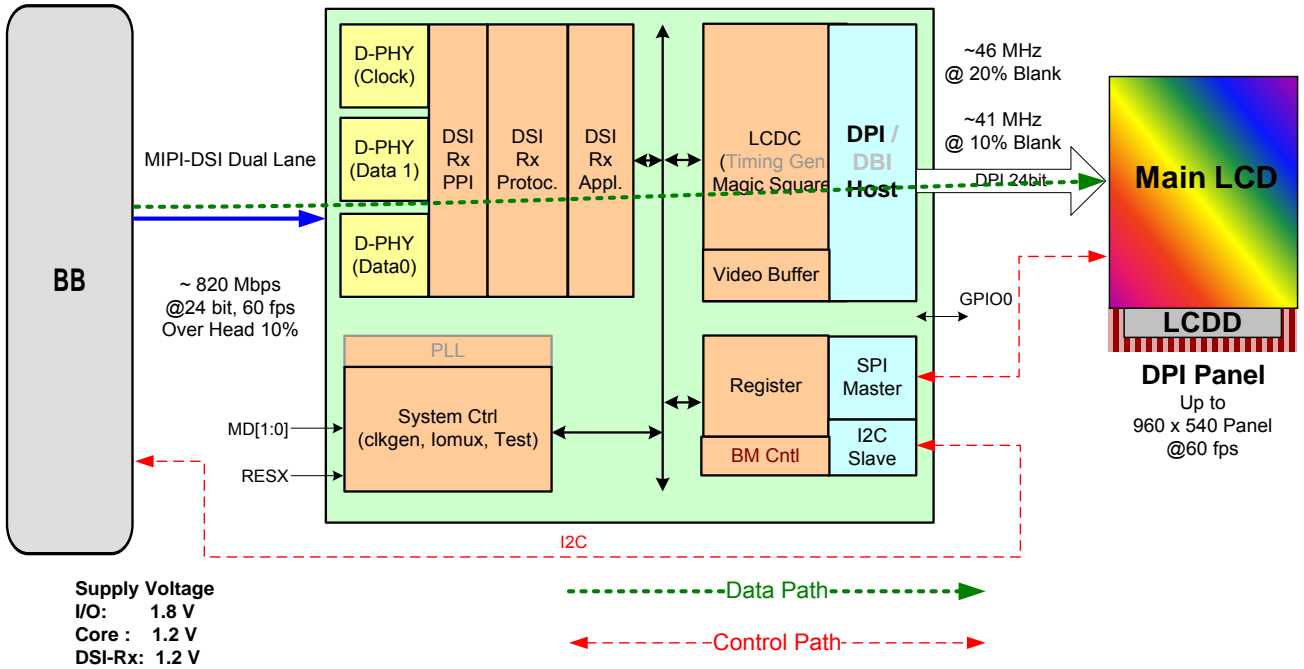 BB
MIPI-DSI Dual Lane
~ 820 Mbps
@24 bit, 60 fps
Over Head 10%
D-PHY
(Clock)
D-PHY
(Data 1)
D-PHY
(Data0)
DSI
Rx
PPI
DSI
Rx
Protoc.
DSI
Rx
Appl.
LCDC
(Timing Gen
Magic Square
Video Buffer
DPI /
DBI
Host
~46 MHz
@ 20% Blank
~41 MHz
@ 10% Blank
DPI 24bit
Main LCD
LCDD
DPI Panel
Up to
960 x 540 Panel
@60 fps
GPIO0
PLL
System Ctrl
(clkgen, Iomux, Test)
MD[1:0]
RESX
Register
BM Cntl
SPI
Master
I2C
Slave
I2C
Supply Voltage
I/O: 1.8 V
Core : 1.2 V
DSI-Rx: 1.2 V
Data Path
Control Path